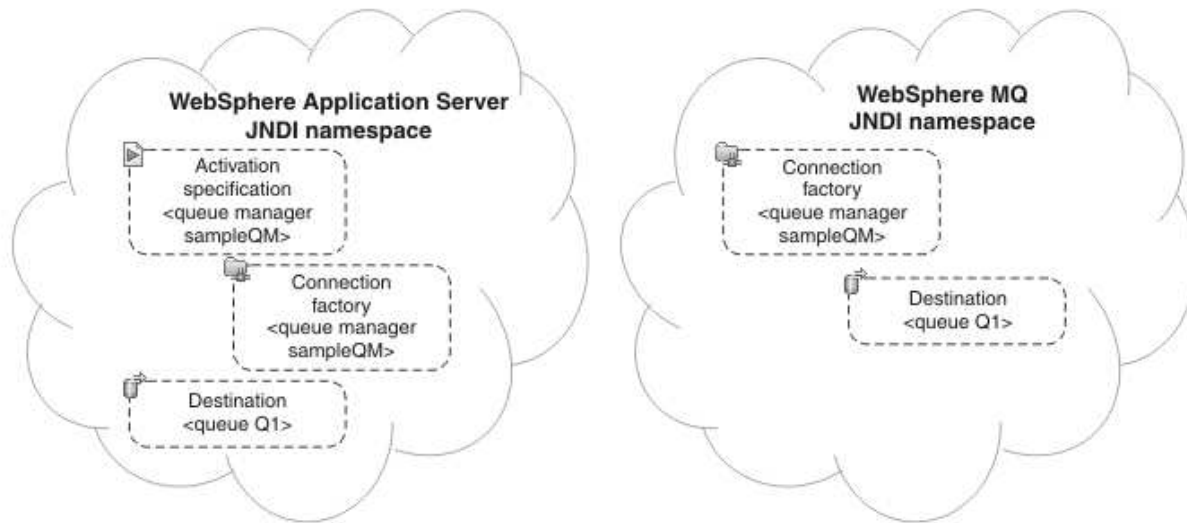 WebSphere Application Server
JNDI namespace
Activation
specification
<queue manager
sampleQM>
Connection
factory
<queue manager
sampleQM>
Destination
<queue Q1>
WebSphere MQ
JNDI namespace
Connection
factory
<queue manager
sampleQM>
Destination
<queue Q1>